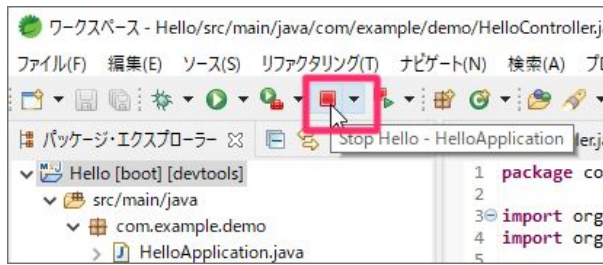 ワークスペース - Hello/src/main/java/com/example/demo/HelloController.j
ファイル(F) 編集(E) ソース(S) リファクタリング(T) ナビゲート(N) 検索(A) プロ
パッケージ・エクスプローラー
Stop Hello - HelloApplication
ler.j
Hello [boot] [devtools]
1 package co
src/main/java
2
com.example.demo
3 import org
HelloApplication.java
4 import org
5